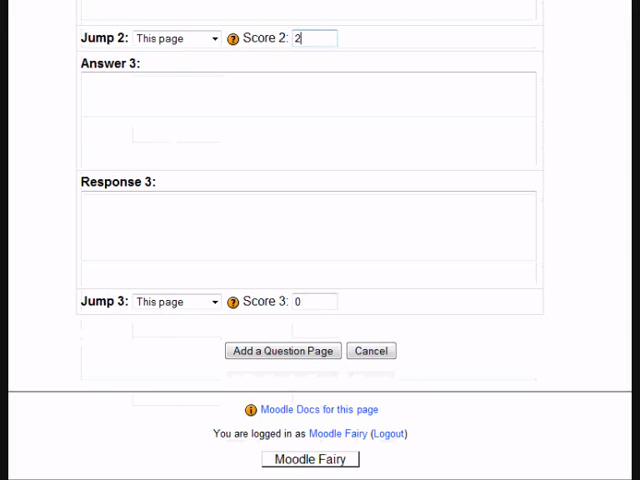 Jump 2: This page Score 2: 2
Answer 3:
Response 3:
Jump 3: This page Score 3: 0
Add a Question Page Cancel
Moodle Docs for this page
You are logged in as Moodle Fairy (Logout)
Moodle Fairy